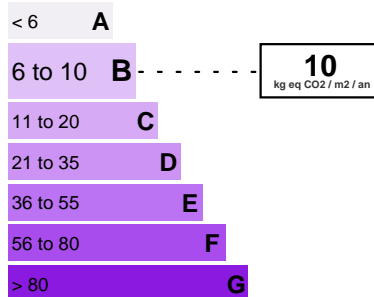 < 6 A
6 to 10 B
10
kg eq CO2 / m2 / an
11 to 20 C
21 to 35 D
36 to 55 E
56 to 80 F
> 80 G